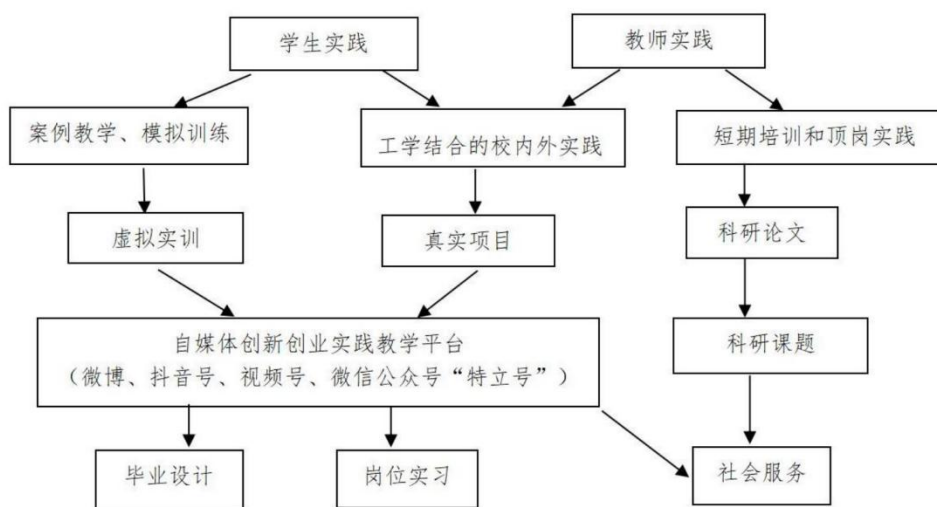 学生实践
教师实践
案例教学、模拟训练
工学结合的校内外实践
短期培训和顶岗实践
虚拟实训
真实项目
科研论文
自媒体创新创业实践教学平台
（微博、抖音号、视频号、微信公众号“特立号”）
科研课题
毕业设计
岗位实习
社会服务